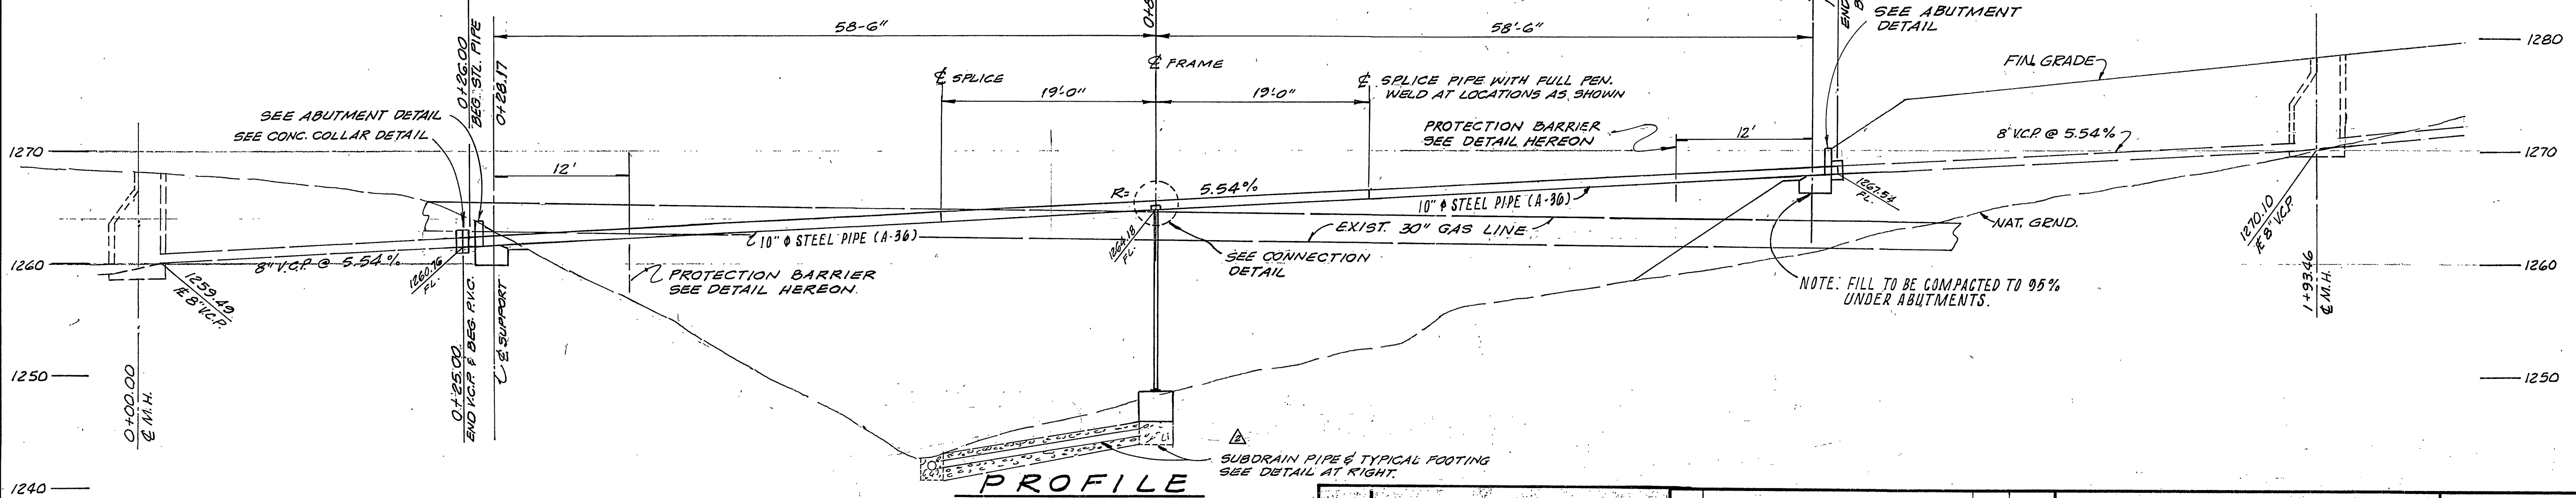 58-6"
58'-6"
0+26.00
BEG. STL. PIPE
0+28.17
℄ SPLICE
19'-0"
℄ FRAME
19'-0"
℄ SPLICE PIPE WITH FULL PEN.
WELD AT LOCATIONS AS SHOWN
SEE ABUTMENT
DETAIL
FIN. GRADE
1280
SEE ABUTMENT DETAIL
SEE CONC. COLLAR DETAIL
PROTECTION BARRIER
SEE DETAIL HEREON
12'
8" V.C.P. @ 5.54%
1270
1270
12'
R=
5.54%
10" φ STEEL PIPE (A-36)
1267.54
FL.
NAT. GRND.
1270.10
8" V.C.P.
EXIST. 30" GAS LINE
10" φ STEEL PIPE (A-36)
1264.18
FL.
SEE CONNECTION
DETAIL
1260
8" V.C.P. @ 5.54%
1260.76
FL.
1259.49
8" V.C.P.
PROTECTION BARRIER
SEE DETAIL HEREON.
NOTE: FILL TO BE COMPACTED TO 95%
UNDER ABUTMENTS.
1260
1+93.46
℄ M.H.
0+00.00
℄ M.H.
0+25.00
END V.C.P. & BEG. P.V.C.
℄ SUPPORT
1250
1250
2
SUBDRAIN PIPE & TYPICAL FOOTING
SEE DETAIL AT RIGHT.
PROFILE
1240